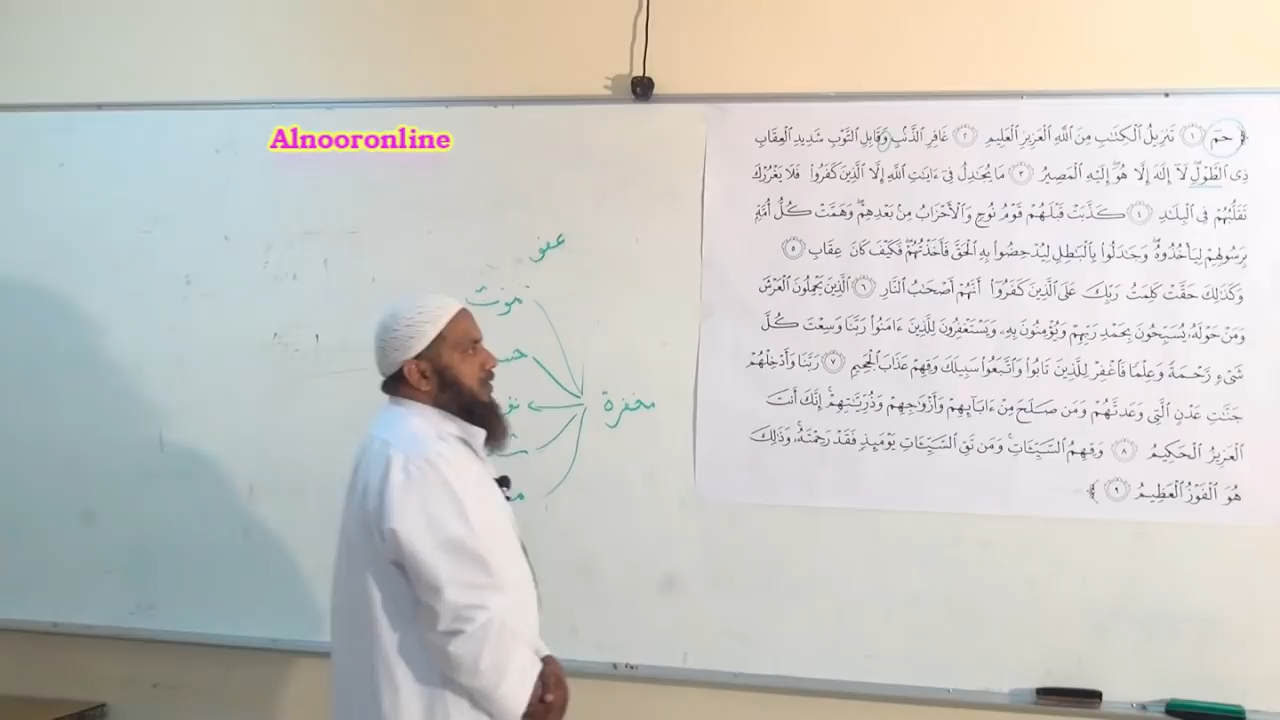 Alnooronline
﴿ حمٓ ۝١ تَنزِيلُ ٱلْكِتَٰبِ مِنَ ٱللَّهِ ٱلْعَزِيزِ ٱلْعَلِيمِ ۝٢ غَافِرِ ٱلذَّنۢبِ وَقَابِلِ ٱلتَّوْبِ شَدِيدِ ٱلْعِقَابِ
ذِى ٱلطَّوْلِ ۖ لَآ إِلَٰهَ إِلَّا هُوَ ۖ إِلَيْهِ ٱلْمَصِيرُ ۝٣ مَا يُجَٰدِلُ فِىٓ ءَايَٰتِ ٱللَّهِ إِلَّا ٱلَّذِينَ كَفَرُوا۟ فَلَا يَغْرُرْكَ
تَقَلُّبُهُمْ فِى ٱلْبِلَٰدِ ۝٤ كَذَّبَتْ قَبْلَهُمْ قَوْمُ نُوحٍ وَٱلْأَحْزَابُ مِنۢ بَعْدِهِمْ ۖ وَهَمَّتْ كُلُّ أُمَّةٍۭ
بِرَسُولِهِمْ لِيَأْخُذُوهُ ۖ وَجَٰدَلُوا۟ بِٱلْبَٰطِلِ لِيُدْحِضُوا۟ بِهِ ٱلْحَقَّ فَأَخَذْتُهُمْ ۖ فَكَيْفَ كَانَ عِقَابِ ۝٥
وَكَذَٰلِكَ حَقَّتْ كَلِمَتُ رَبِّكَ عَلَى ٱلَّذِينَ كَفَرُوٓا۟ أَنَّهُمْ أَصْحَٰبُ ٱلنَّارِ ۝٦ ٱلَّذِينَ يَحْمِلُونَ ٱلْعَرْشَ
وَمَنْ حَوْلَهُۥ يُسَبِّحُونَ بِحَمْدِ رَبِّهِمْ وَيُؤْمِنُونَ بِهِۦ وَيَسْتَغْفِرُونَ لِلَّذِينَ ءَامَنُوا۟ رَبَّنَا وَسِعْتَ كُلَّ
شَىْءٍ رَّحْمَةً وَعِلْمًا فَٱغْفِرْ لِلَّذِينَ تَابُوا۟ وَٱتَّبَعُوا۟ سَبِيلَكَ وَقِهِمْ عَذَابَ ٱلْجَحِيمِ ۝٧ رَبَّنَا وَأَدْخِلْهُمْ
جَنَّٰتِ عَدْنٍ ٱلَّتِى وَعَدتَّهُمْ وَمَن صَلَحَ مِنْ ءَابَآئِهِمْ وَأَزْوَٰجِهِمْ وَذُرِّيَّٰتِهِمْ ۚ إِنَّكَ أَنتَ
ٱلْعَزِيزُ ٱلْحَكِيمُ ۝٨ وَقِهِمُ ٱلسَّيِّـَٔاتِ ۚ وَمَن تَقِ ٱلسَّيِّـَٔاتِ يَوْمَئِذٍ فَقَدْ رَحِمْتَهُۥ ۚ وَذَٰلِكَ
هُوَ ٱلْفَوْزُ ٱلْعَظِيمُ ۝٩ ﴾
عفو
موت
مغفرة